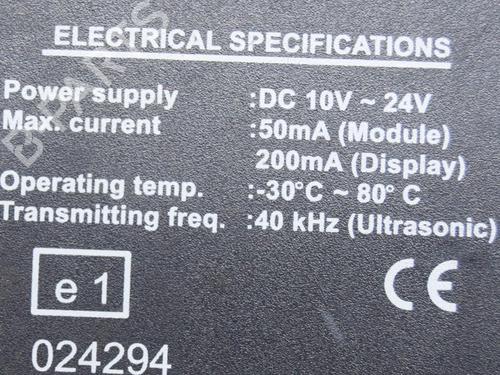 ELECTRICAL SPECIFICATIONS
Power supply :DC 10V ~ 24V
Max. current :50mA (Module)
200mA (Display)
Operating temp. :-30°C ~ 80° C
Transmitting freq. :40 kHz (Ultrasonic)
e 1
CE
024294